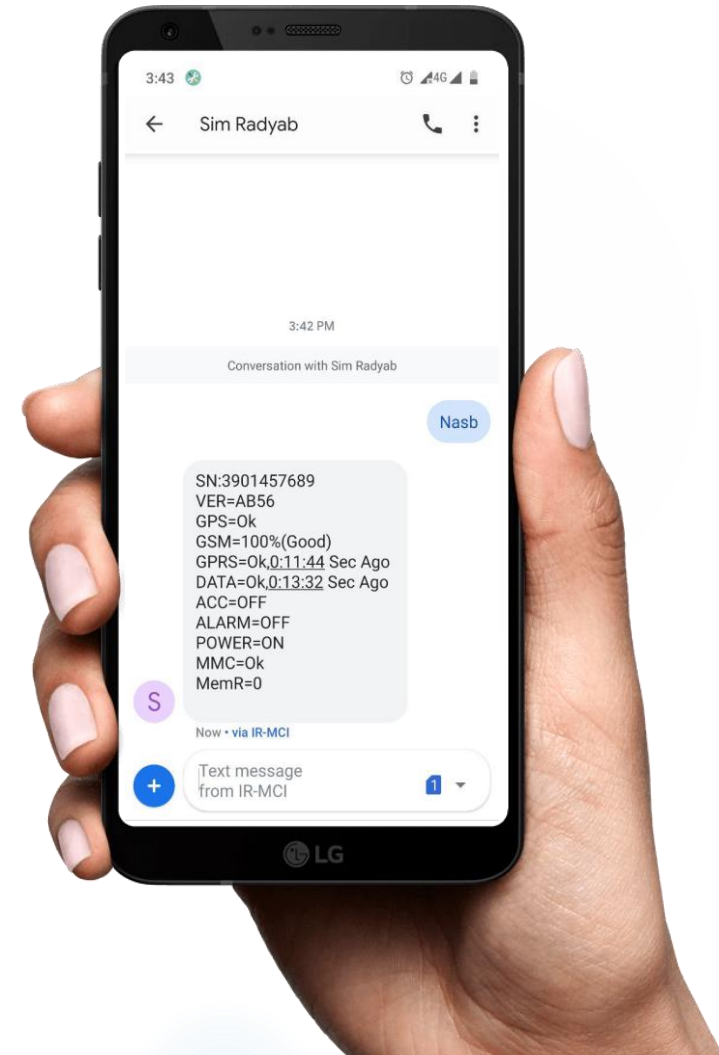 3:43
4G
Sim Radyab
3:42 PM
Conversation with Sim Radyab
Nasb
SN:3901457689
VER=AB56
GPS=Ok
GSM=100%(Good)
GPRS=Ok,0:11:44 Sec Ago
DATA=Ok,0:13:32 Sec Ago
ACC=OFF
ALARM=OFF
POWER=ON
MMC=Ok
MemR=0
S
Now • via IR-MCI
Text message
from IR-MCI
1
LG